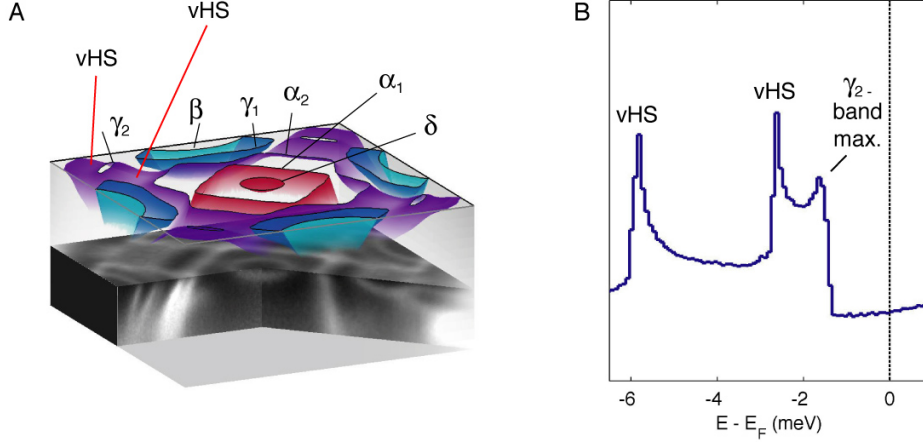 A
vHS
vHS
γ2
β
γ1
α2
α1
δ
B
vHS
vHS
γ2 -
band
max.
-6
-4
-2
0
E - EF (meV)